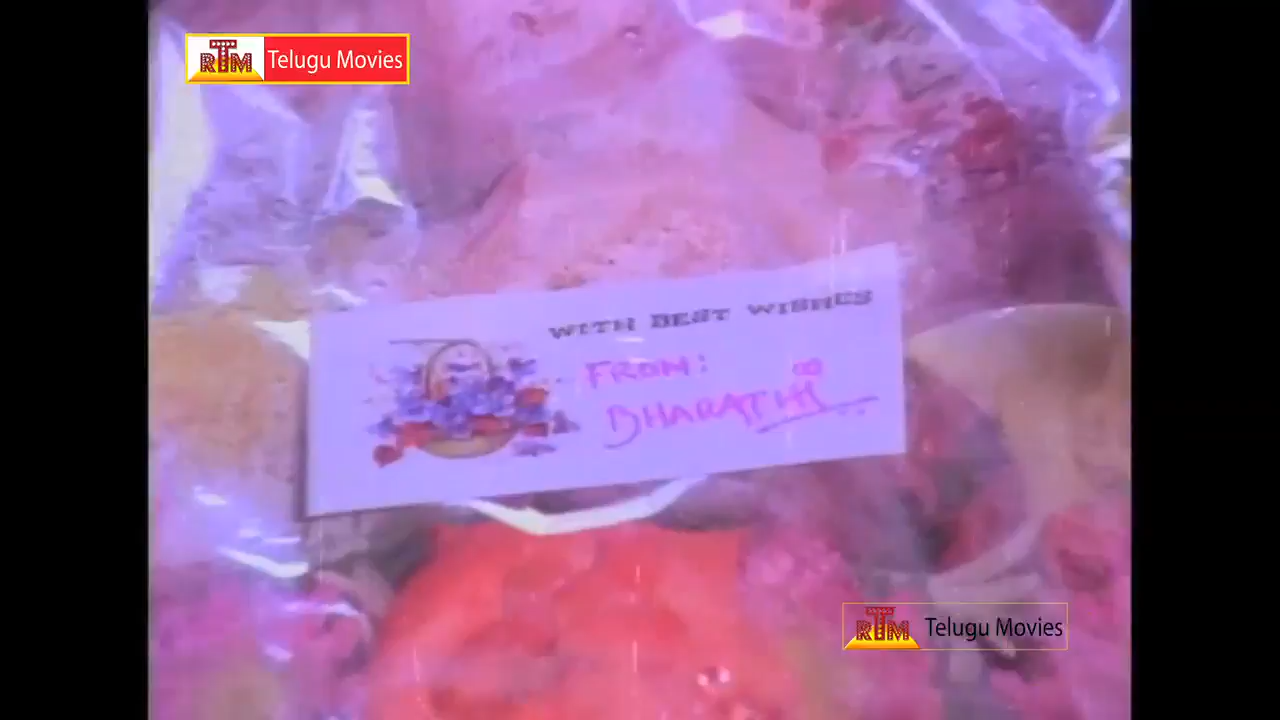 RTM Telugu Movies
WITH BEST WISHES
FROM:
BHARATHI
RTM Telugu Movies